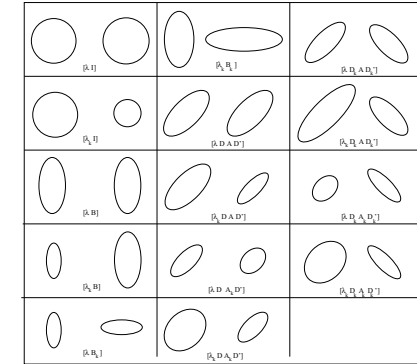 [λ I]
[λₖ Bₖ]
[λ Dₖ A Dₖ']
[λₖ I]
[λ D A D']
[λₖ Dₖ A Dₖ']
[λ B]
[λₖ D A D']
[λ Dₖ Aₖ Dₖ']
[λₖ B]
[λ D Aₖ D']
[λₖ Dₖ Aₖ Dₖ']
[λ Bₖ]
[λₖ D Aₖ D']